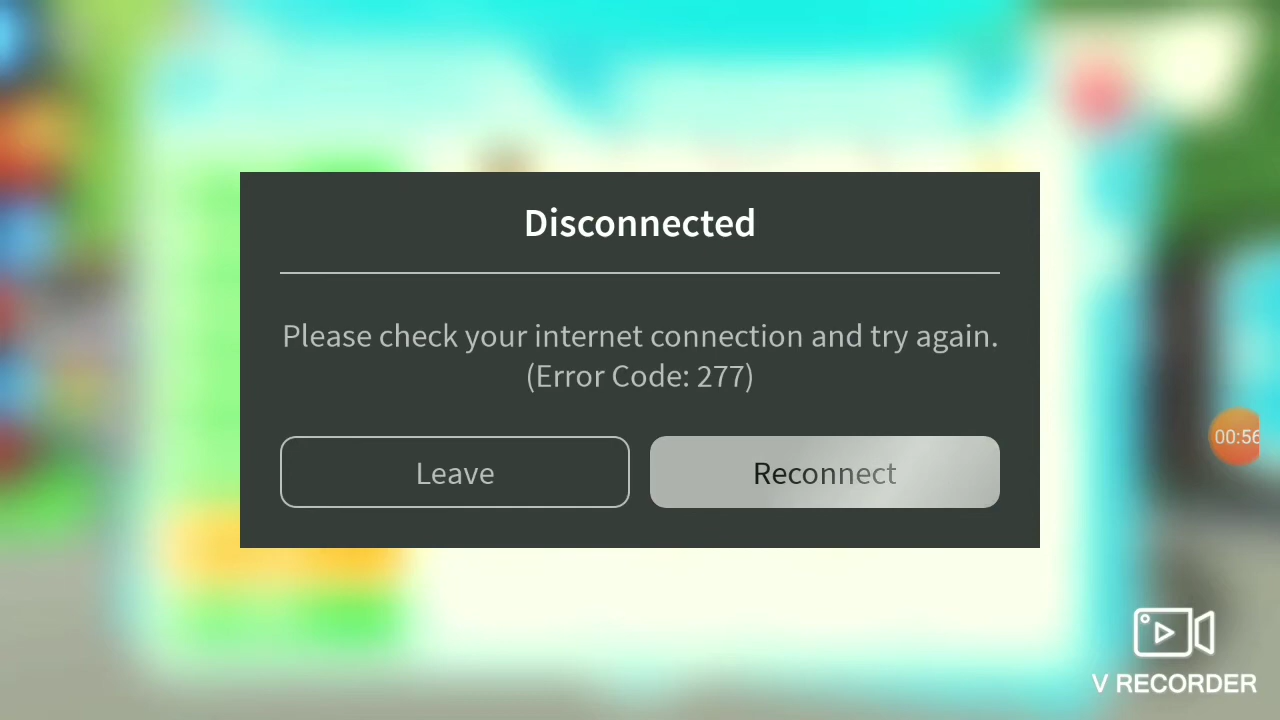 Disconnected
Please check your internet connection and try again.
(Error Code: 277)
Leave
Reconnect
00:56
V RECORDER